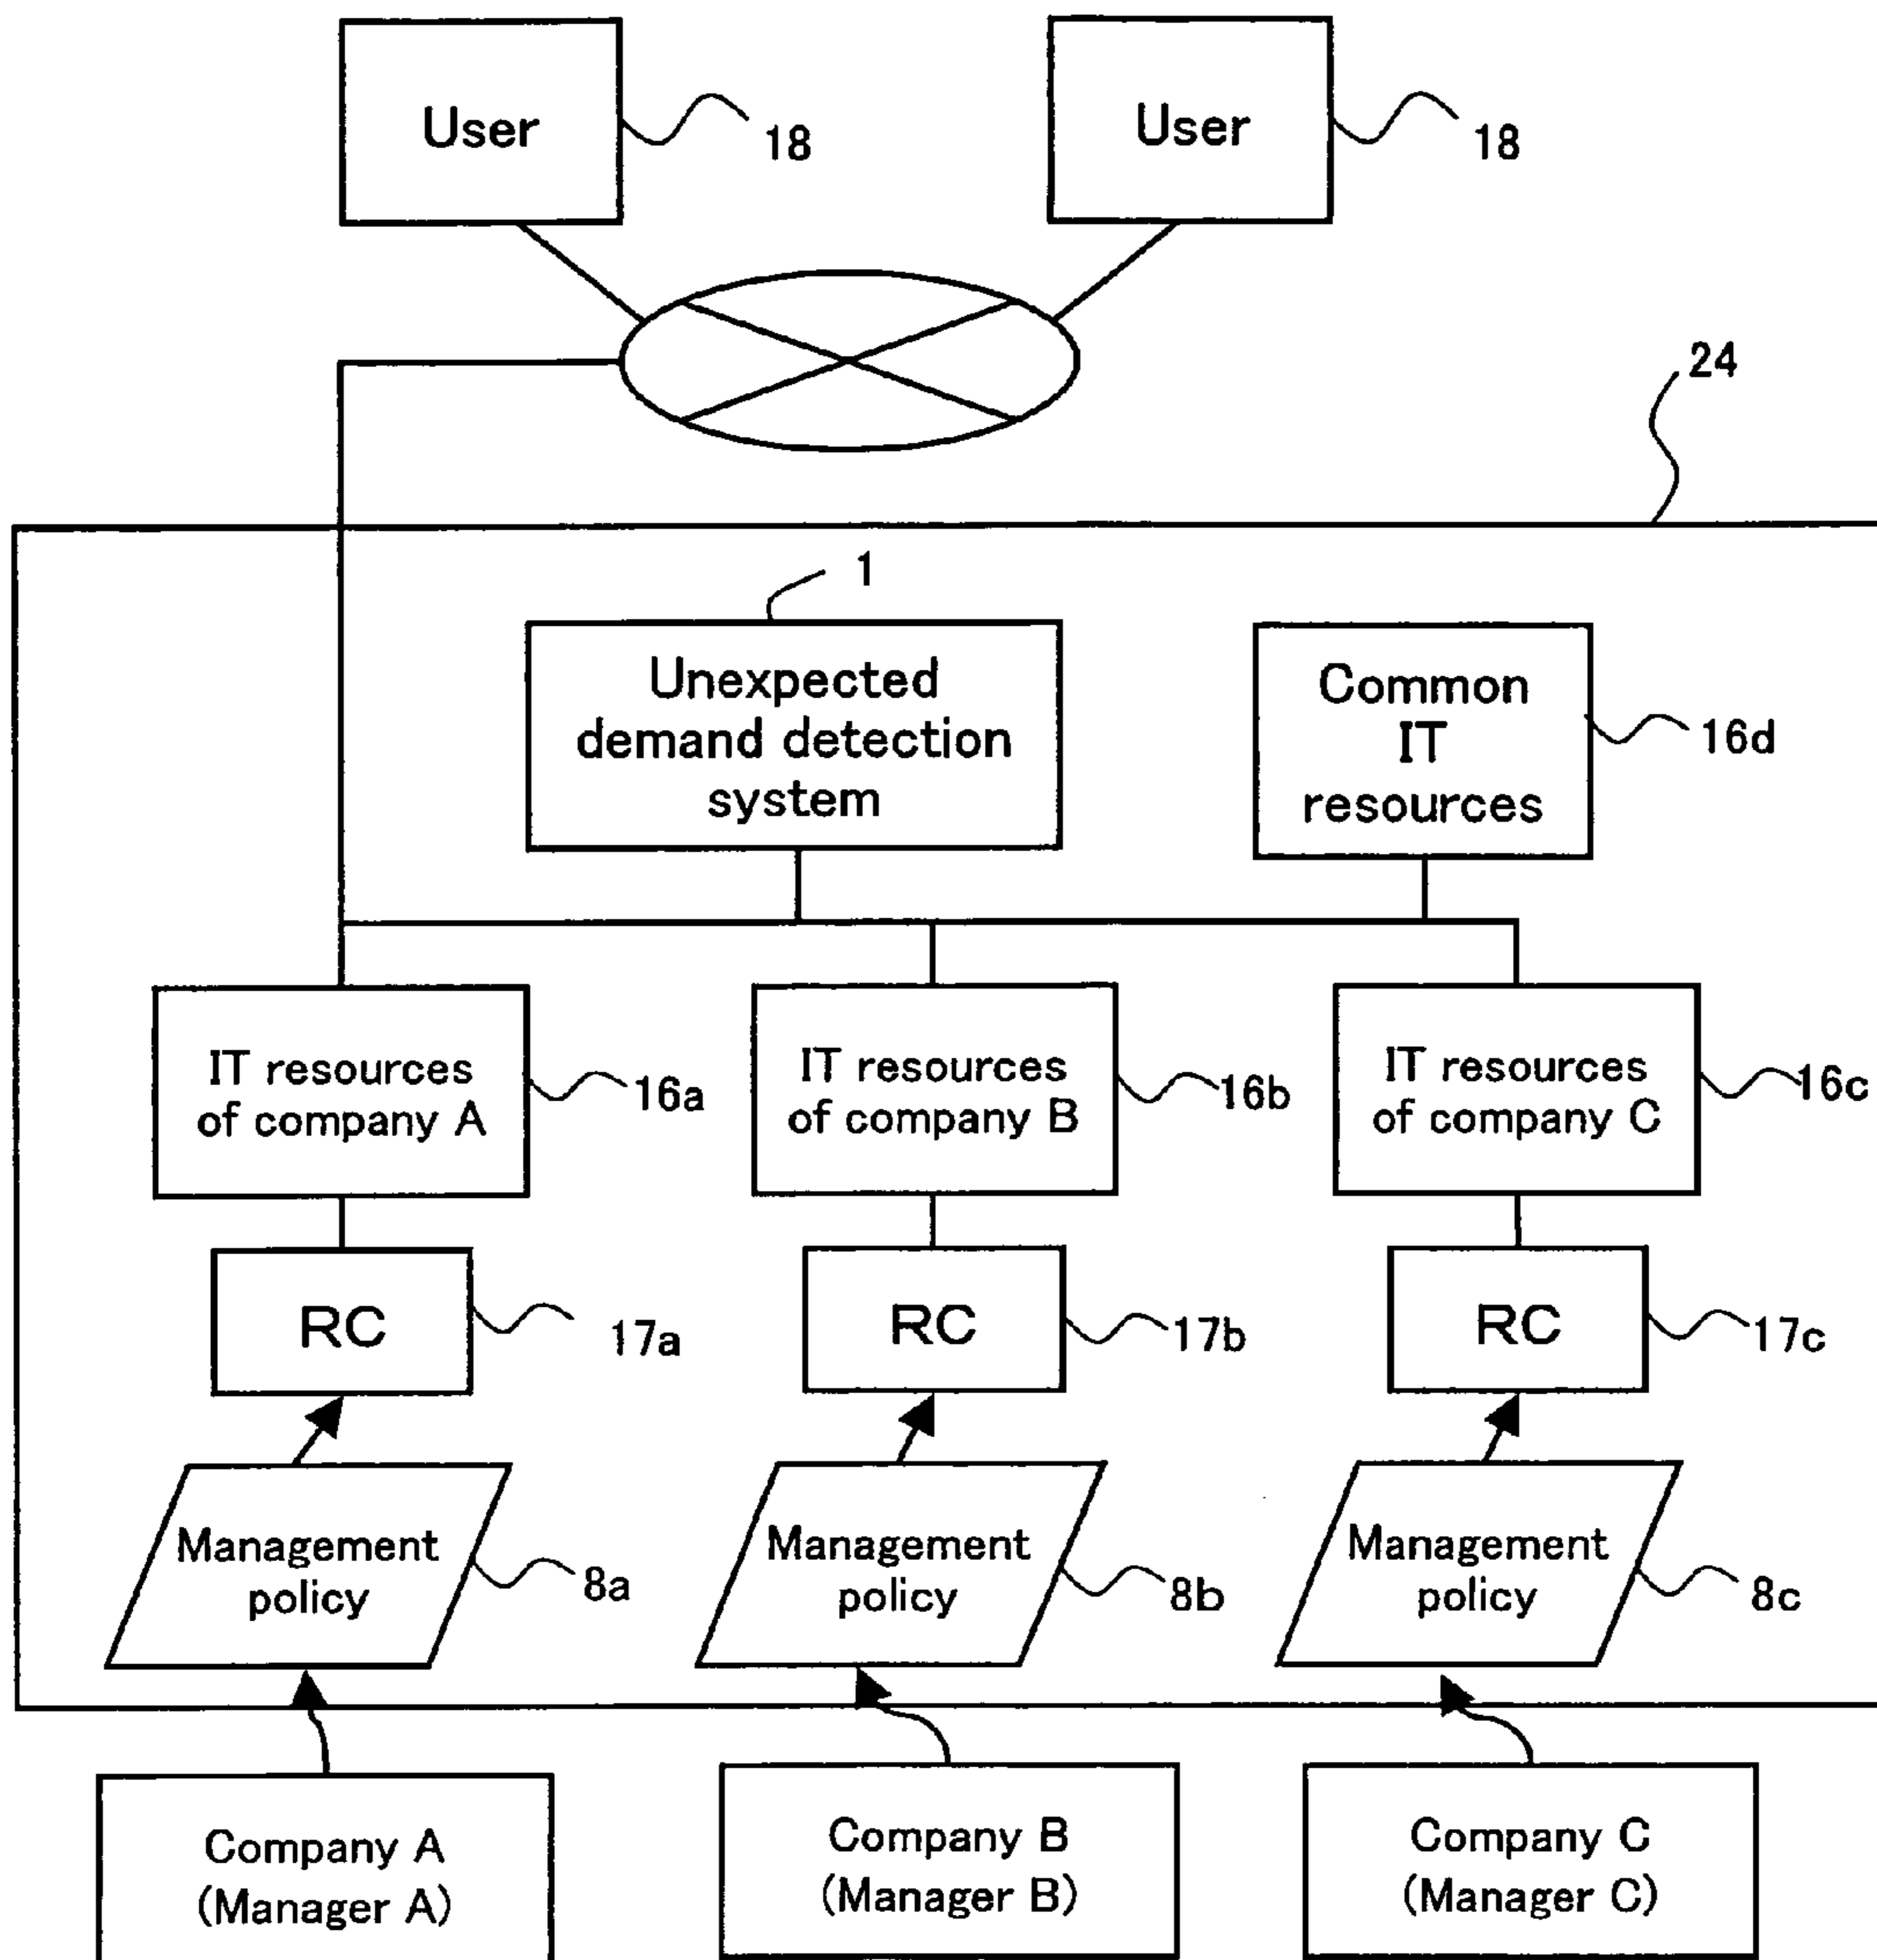 User
18
User
18
24
1
Unexpected
demand detection
system
Common
IT
resources
16d
IT resources
of company A
16a
IT resources
of company B
16b
IT resources
of company C
16c
RC
17a
RC
17b
RC
17c
Management
policy
8a
Management
policy
8b
Management
policy
8c
Company A
(Manager A)
Company B
(Manager B)
Company C
(Manager C)